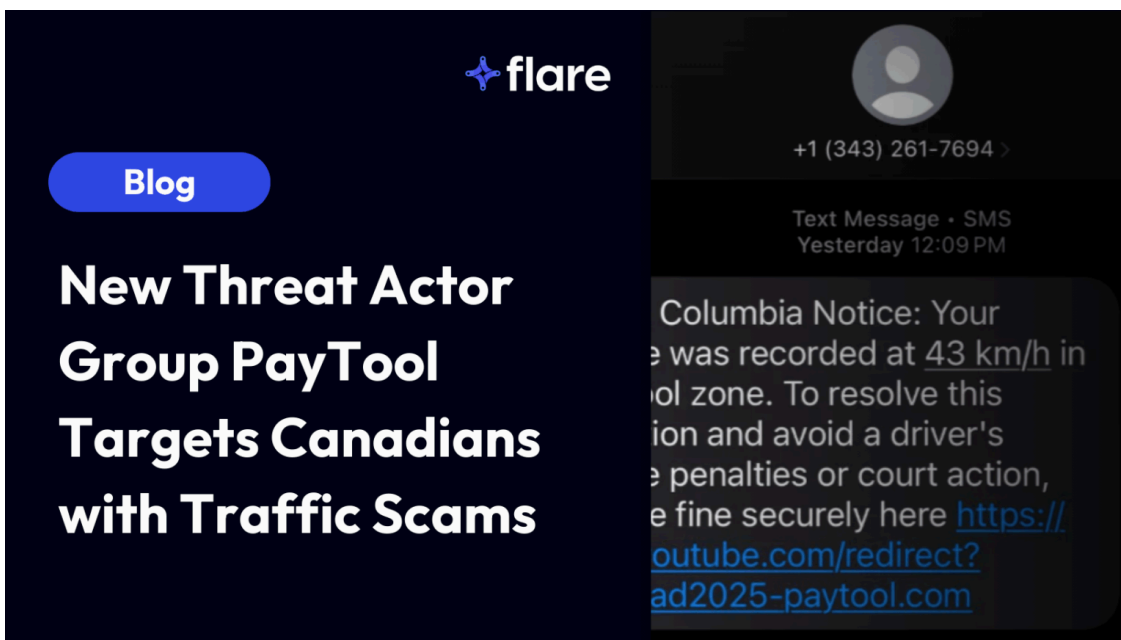 flare
Blog
New Threat Actor
Group PayTool
Targets Canadians
with Traffic Scams
+1 (343) 261-7694 >
Text Message • SMS
Yesterday 12:09 PM
Columbia Notice: Your
e was recorded at 43 km/h in
ol zone. To resolve this
ion and avoid a driver's
e penalties or court action,
e fine securely here https://
outube.com/redirect?
ad2025-paytool.com